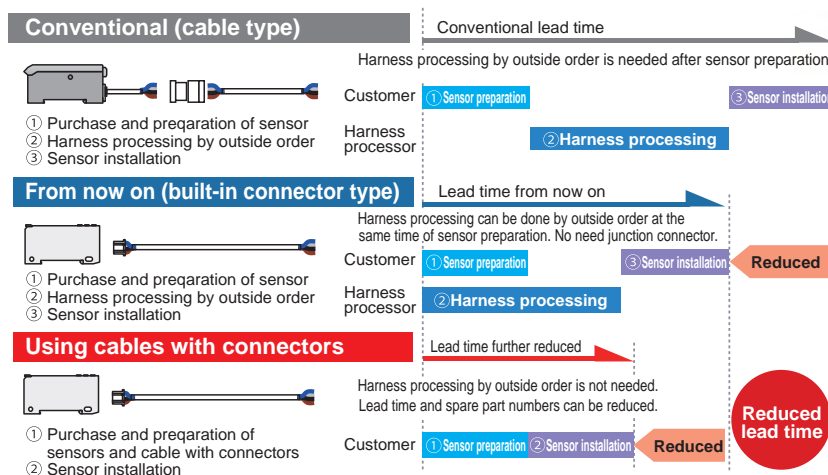 Conventional (cable type)
Conventional lead time
Harness processing by outside order is needed after sensor preparation
① Purchase and preqaration of sensor
② Harness processing by outside order
③ Sensor installation
Customer
①Sensor preparation
③Sensor installation
Harness
processor
②Harness processing
From now on (built-in connector type)
Lead time from now on
Harness processing can be done by outside order at the
same time of sensor preparation. No need junction connector.
① Purchase and preqaration of sensor
② Harness processing by outside order
③ Sensor installation
Customer
①Sensor preparation
③Sensor installation
Reduced
Harness
processor
②Harness processing
Using cables with connectors
Lead time further reduced
Harness processing by outside order is not needed.
Lead time and spare part numbers can be reduced.
① Purchase and preqaration of
sensors and cable with connectors
② Sensor installation
Customer
①Sensor preparation
②Sensor installation
Reduced
Reduced
lead time